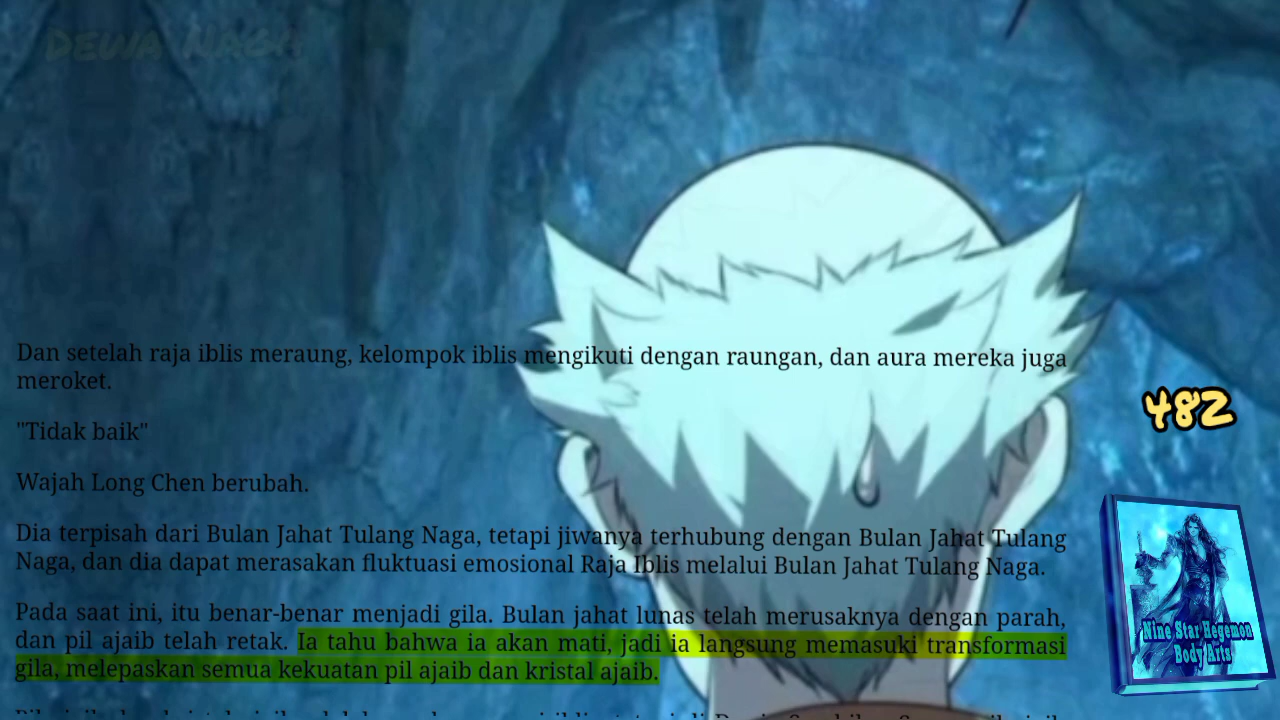 DEWA NAGA
Dan setelah raja iblis meraung, kelompok iblis mengikuti dengan raungan, dan aura mereka juga
meroket.
"Tidak baik"
Wajah Long Chen berubah.
Dia terpisah dari Bulan Jahat Tulang Naga, tetapi jiwanya terhubung dengan Bulan Jahat Tulang
Naga, dan dia dapat merasakan fluktuasi emosional Raja Iblis melalui Bulan Jahat Tulang Naga.
Pada saat ini, itu benar-benar menjadi gila. Bulan jahat lunas telah merusaknya dengan parah,
dan pil ajaib telah retak. Ia tahu bahwa ia akan mati, jadi ia langsung memasuki transformasi
gila, melepaskan semua kekuatan pil ajaib dan kristal ajaib.
482
Nine Star Hegemon
Body Arts